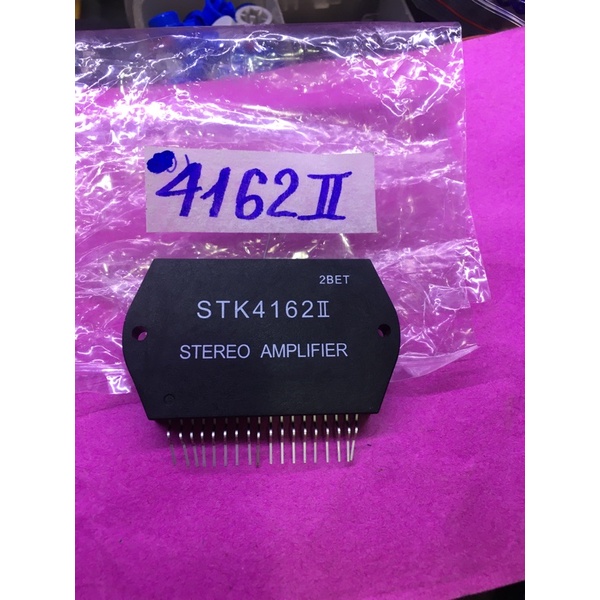 4162II
2BET
STK4162II
STEREO AMPLIFIER